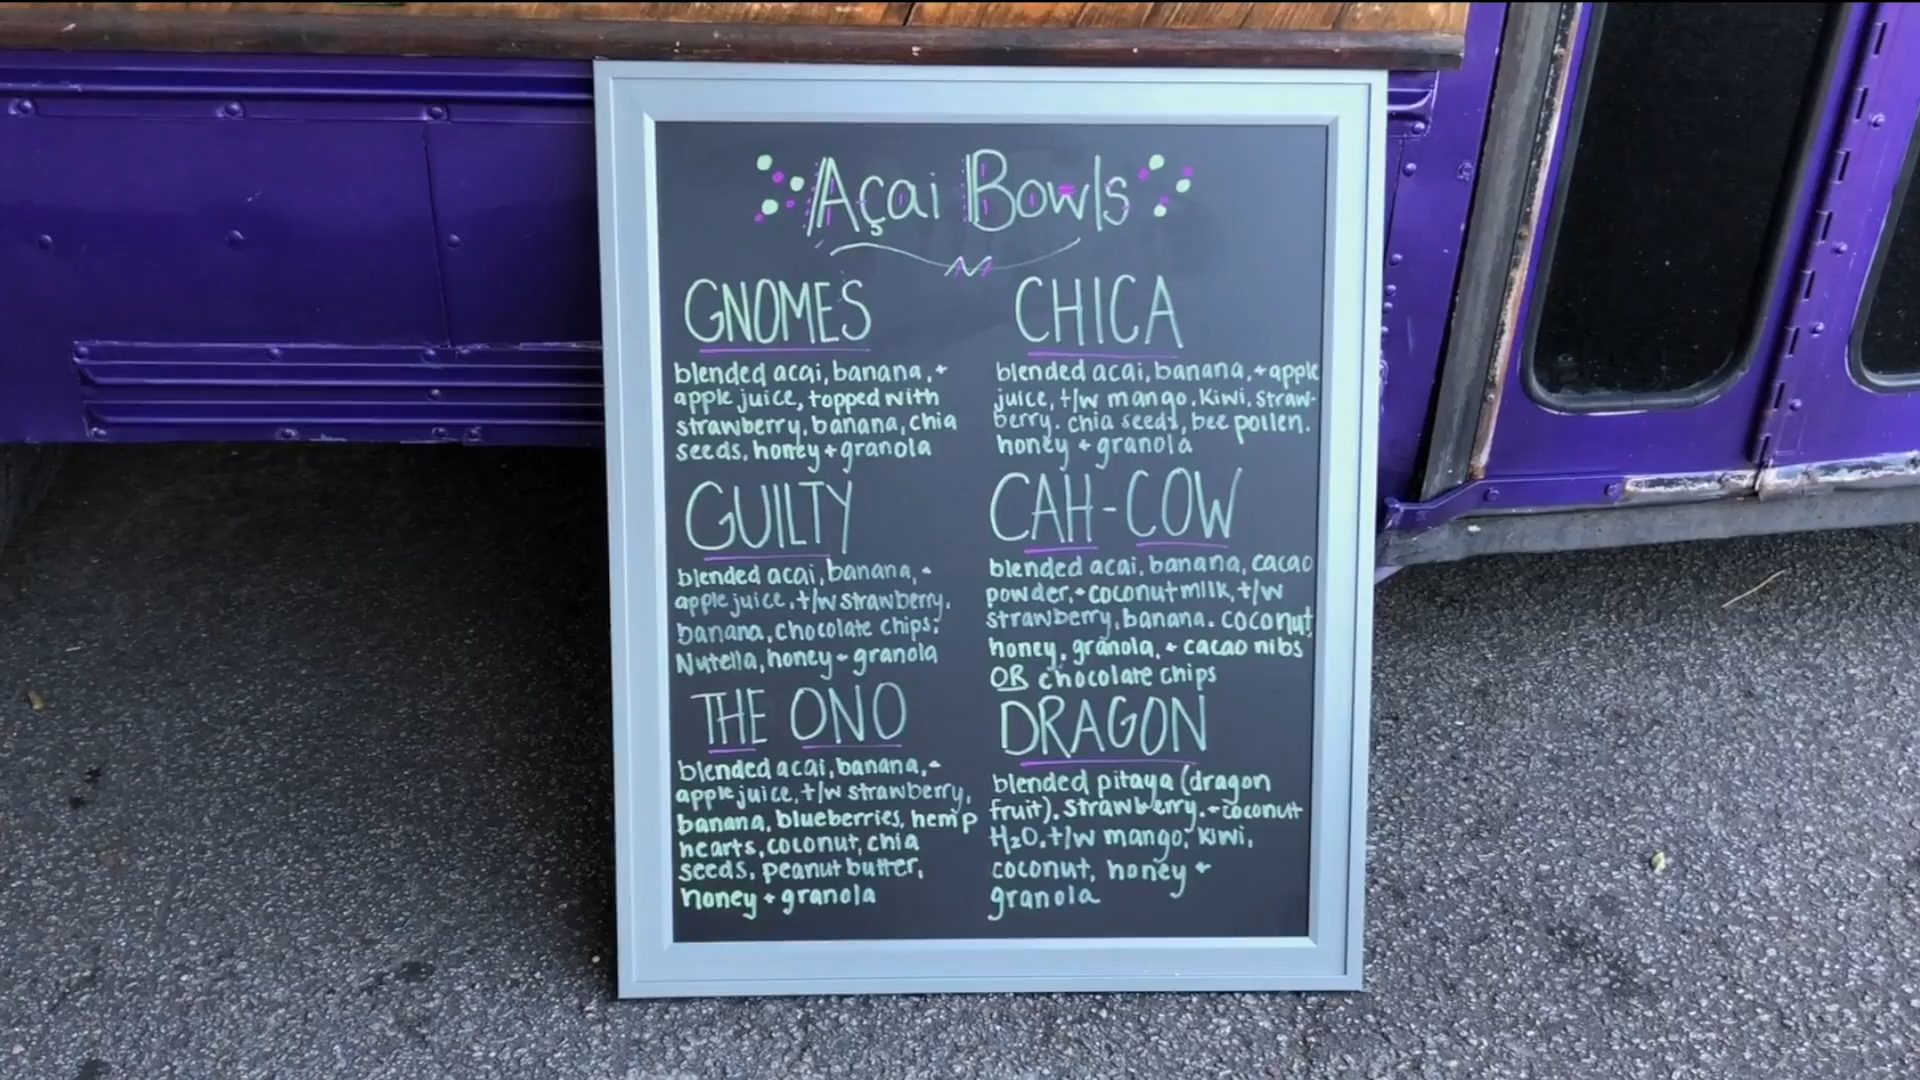 Açai Bowls
GNOMES
blended acai, banana, +
apple juice, topped with
strawberry, banana, chia
seeds, honey + granola
GUILTY
blended acai, banana, +
apple juice, t/w strawberry,
banana, chocolate chips,
Nutella, honey + granola
THE ONO
blended acai, banana, +
apple juice, t/w strawberry,
banana, blueberries, hemp
hearts, coconut, chia
seeds, peanut butter,
honey + granola
CHICA
blended acai, banana, + apple
juice, t/w mango, kiwi, straw-
berry, chia seeds, bee pollen,
honey + granola
CAH-COW
blended acai, banana, cacao
powder, + coconut milk, t/w
strawberry, banana, coconut,
honey, granola, + cacao nibs
OR chocolate chips
DRAGON
blended pitaya (dragon
fruit), strawberry, + coconut
H2O, t/w mango, kiwi,
coconut, honey +
granola